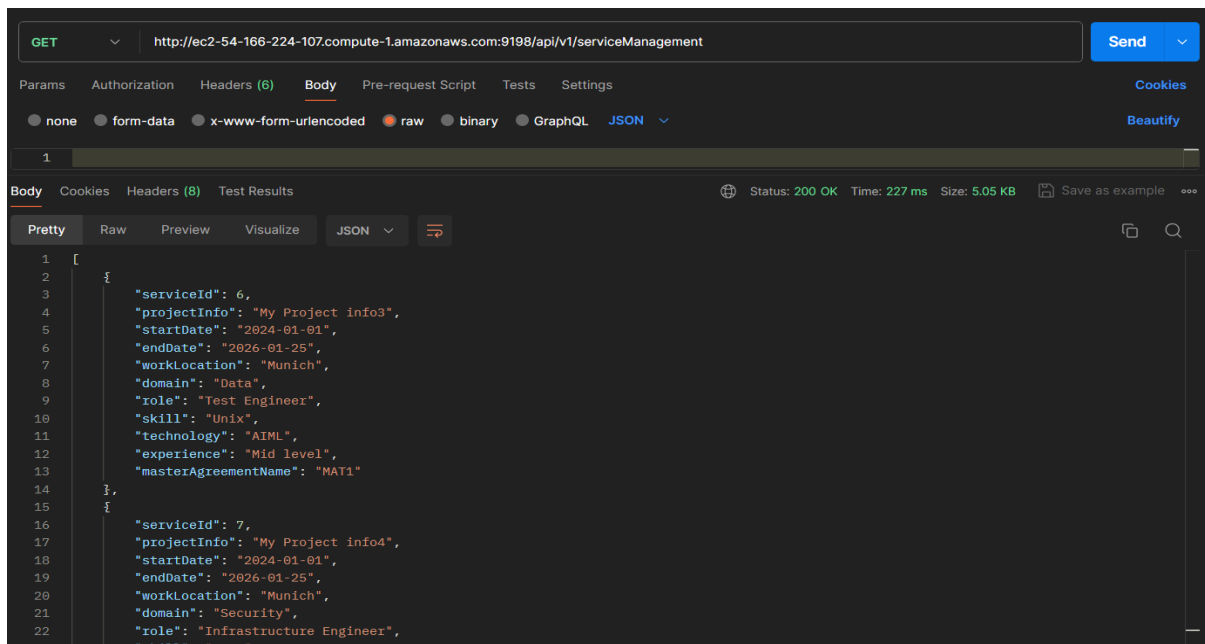 GET http://ec2-54-166-224-107.compute-1.amazonaws.com:9198/api/v1/serviceManagement Send
Params Authorization Headers (6) Body Pre-request Script Tests Settings Cookies
none form-data x-www-form-urlencoded raw binary GraphQL JSON Beautify
1
Body Cookies Headers (8) Test Results Status: 200 OK Time: 227 ms Size: 5.05 KB Save as example
Pretty Raw Preview Visualize JSON
1 [
2 {
3 "serviceId": 6,
4 "projectInfo": "My Project info3",
5 "startDate": "2024-01-01",
6 "endDate": "2026-01-25",
7 "workLocation": "Munich",
8 "domain": "Data",
9 "role": "Test Engineer",
10 "skill": "Unix",
11 "technology": "AIML",
12 "experience": "Mid level",
13 "masterAgreementName": "MAT1"
14 },
15 {
16 "serviceId": 7,
17 "projectInfo": "My Project info4",
18 "startDate": "2024-01-01",
19 "endDate": "2026-01-25",
20 "workLocation": "Munich",
21 "domain": "Security",
22 "role": "Infrastructure Engineer",